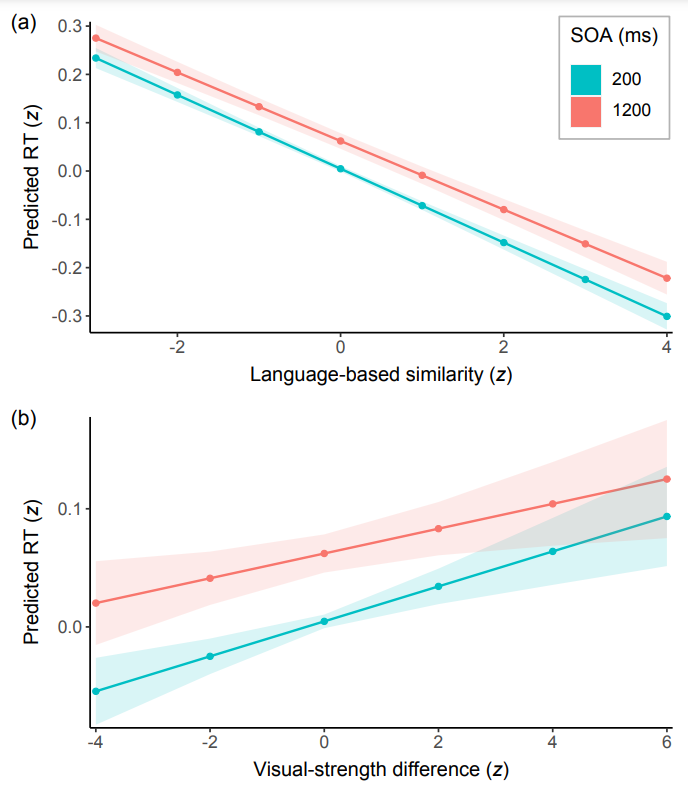 (a)
SOA (ms)
200
1200
0.3
0.2
0.1
0.0
-0.1
-0.2
-0.3
Predicted RT (z)
-2 0 2 4
Language-based similarity (z)
(b)
0.1
0.0
Predicted RT (z)
-4 -2 0 2 4 6
Visual-strength difference (z)